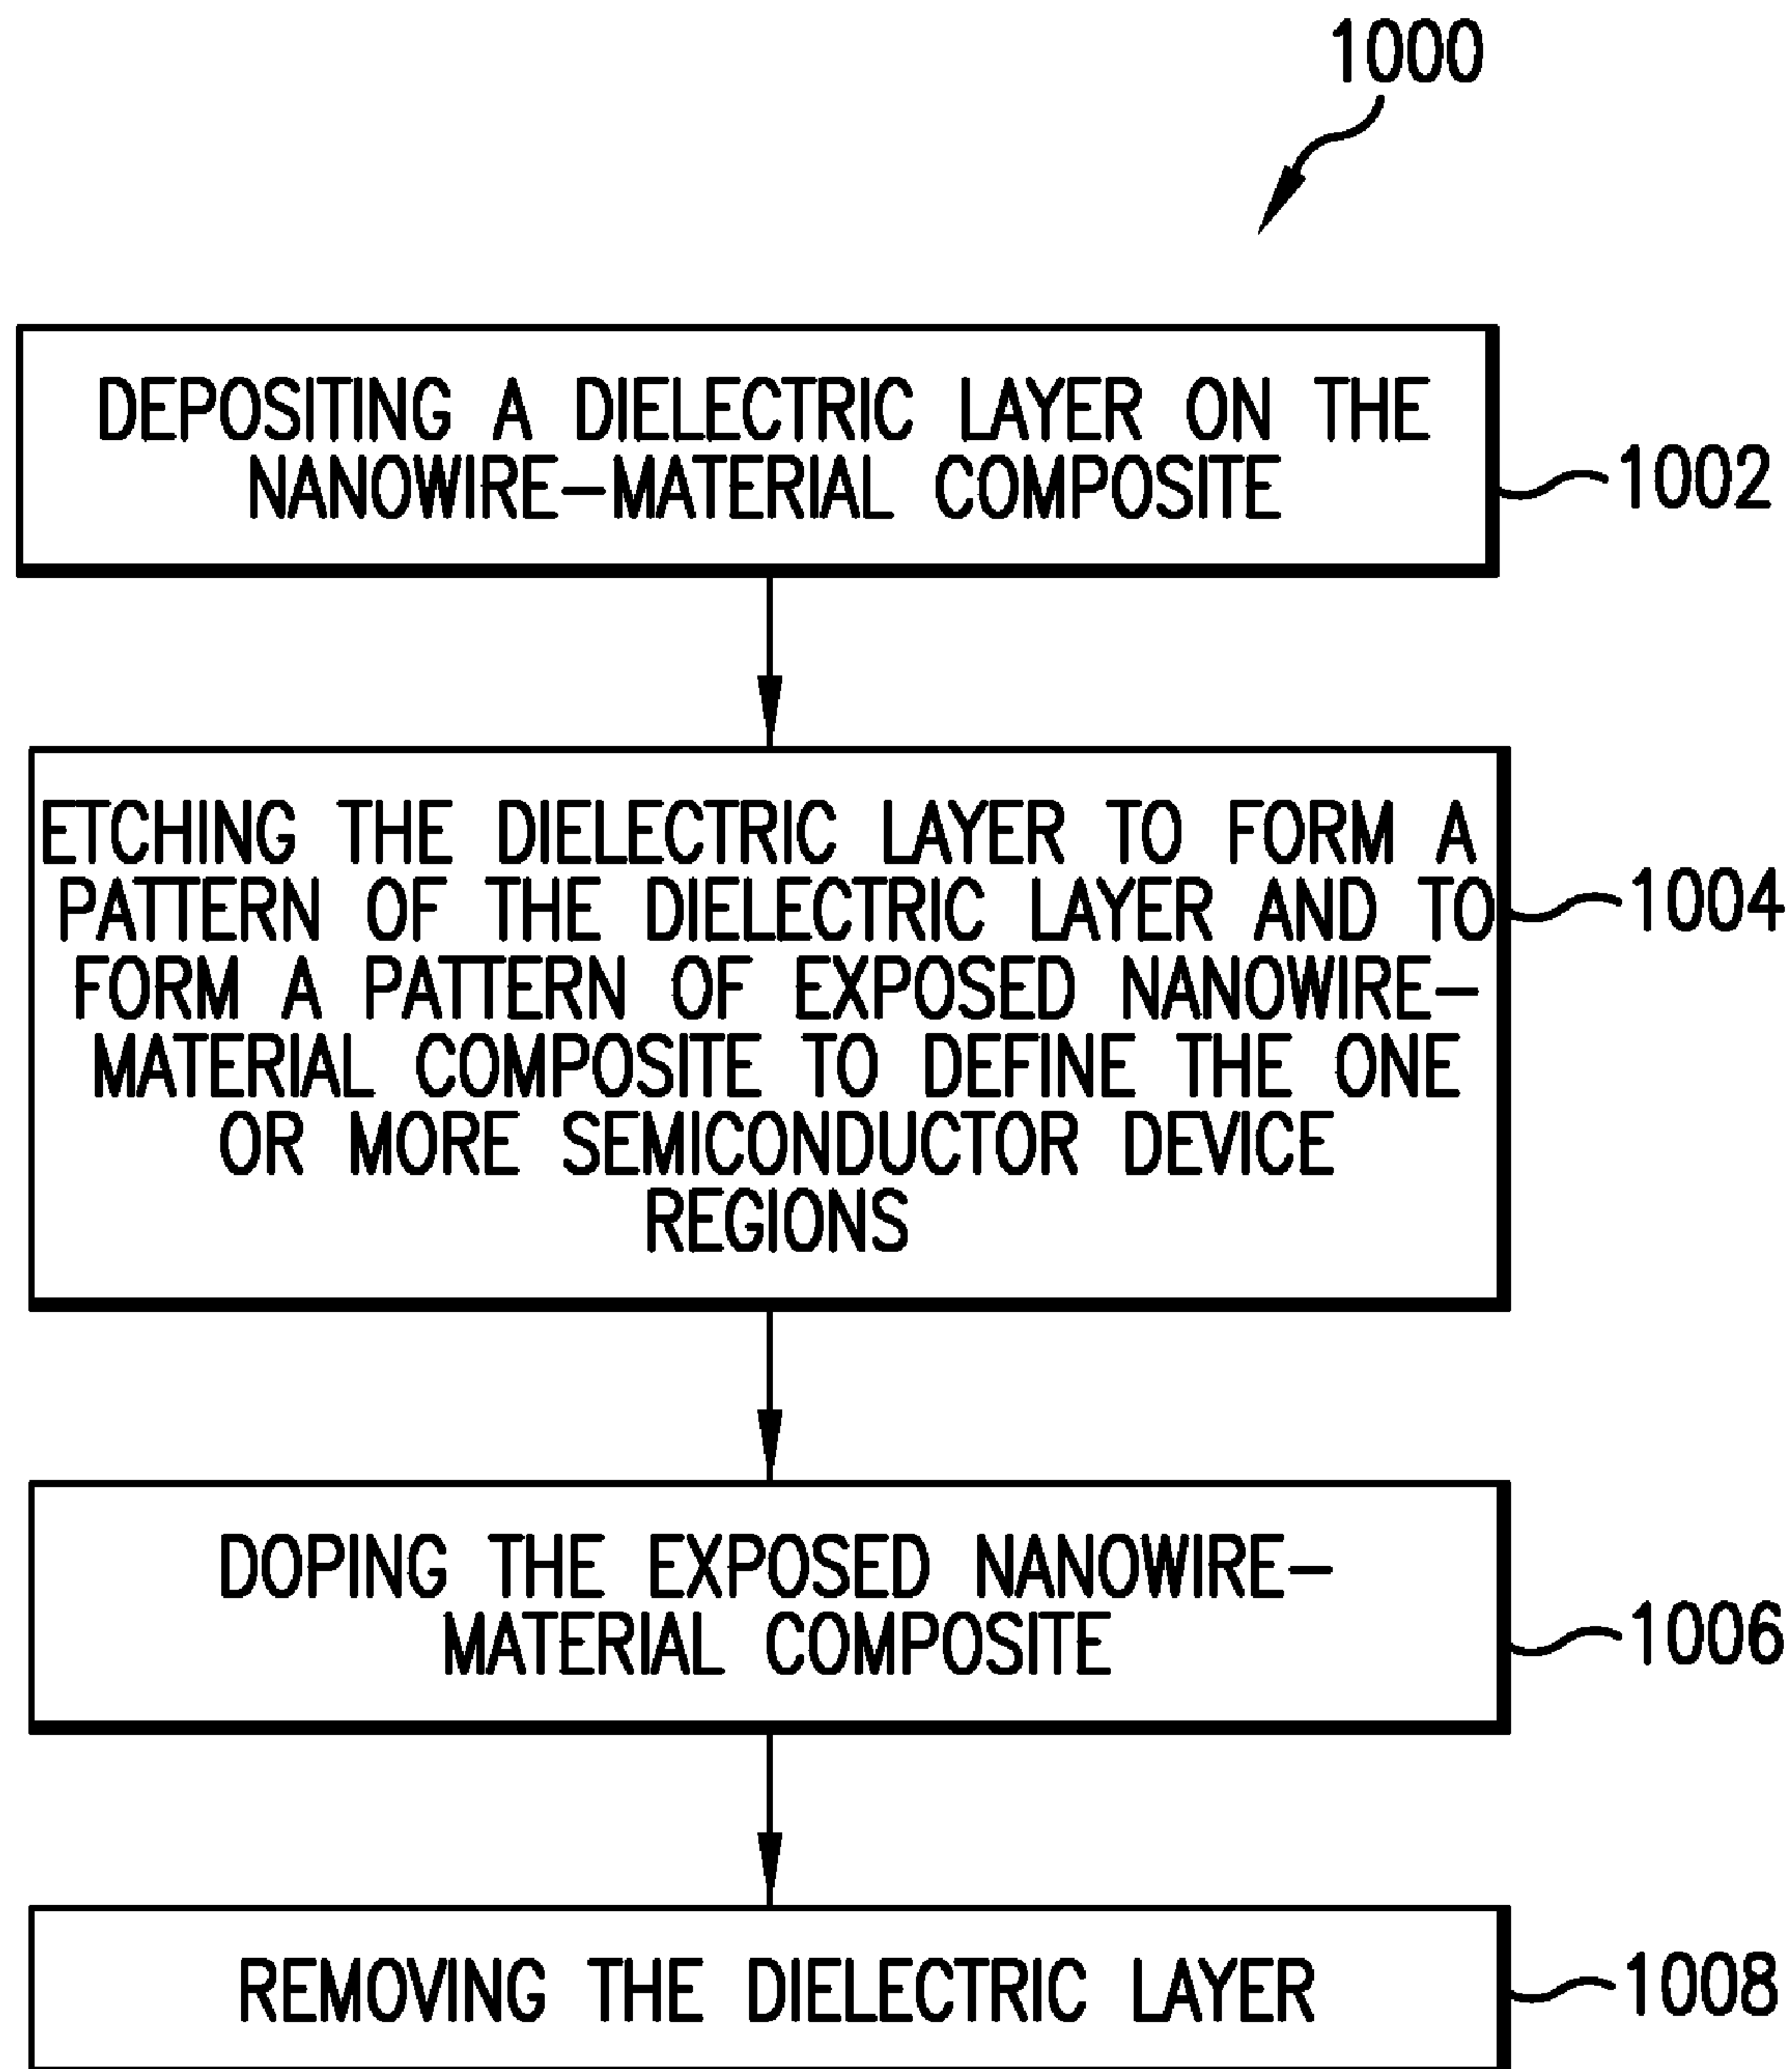 1000
DEPOSITING A DIELECTRIC LAYER ON THE
NANOWIRE-MATERIAL COMPOSITE
1002
ETCHING THE DIELECTRIC LAYER TO FORM A
PATTERN OF THE DIELECTRIC LAYER AND TO
FORM A PATTERN OF EXPOSED NANOWIRE-
MATERIAL COMPOSITE TO DEFINE THE ONE
OR MORE SEMICONDUCTOR DEVICE
REGIONS
1004
DOPING THE EXPOSED NANOWIRE-
MATERIAL COMPOSITE
1006
REMOVING THE DIELECTRIC LAYER
1008